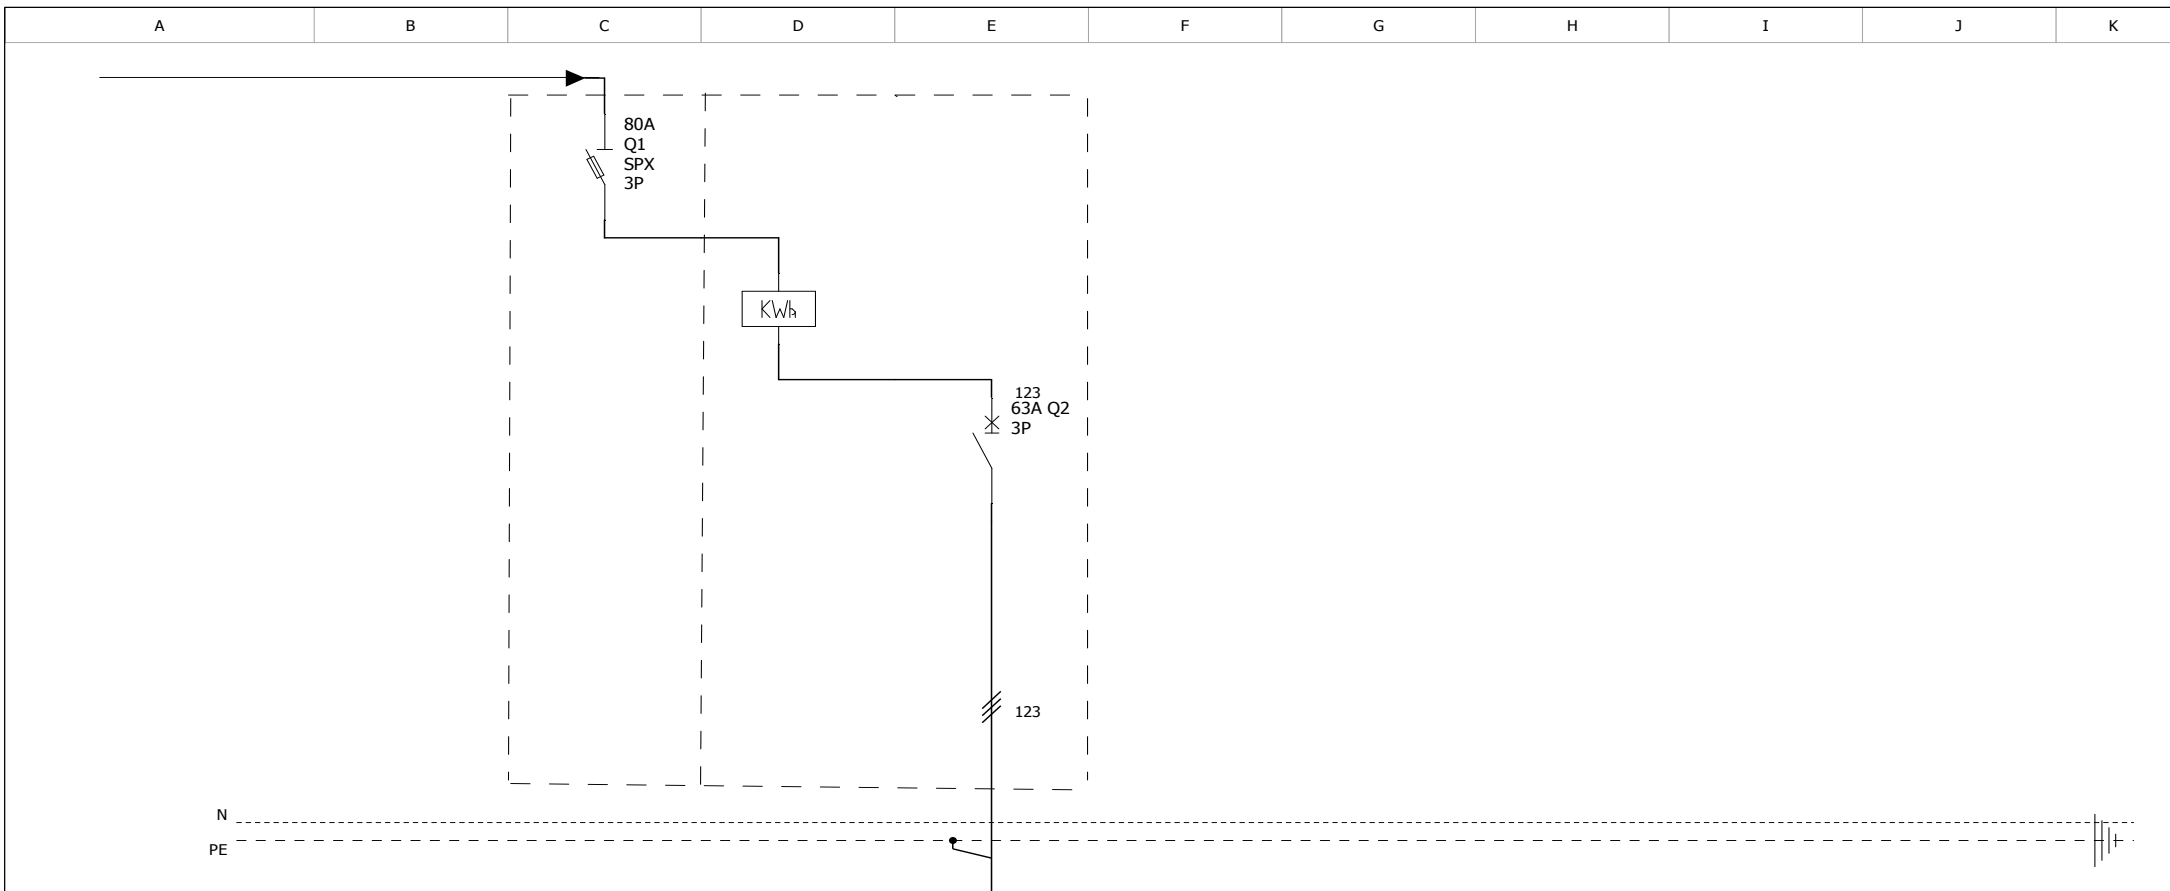 A B C D E F G H I J K
80A
Q1
SPX
3P
KWh
123
63A Q2
3P
123
N
PE